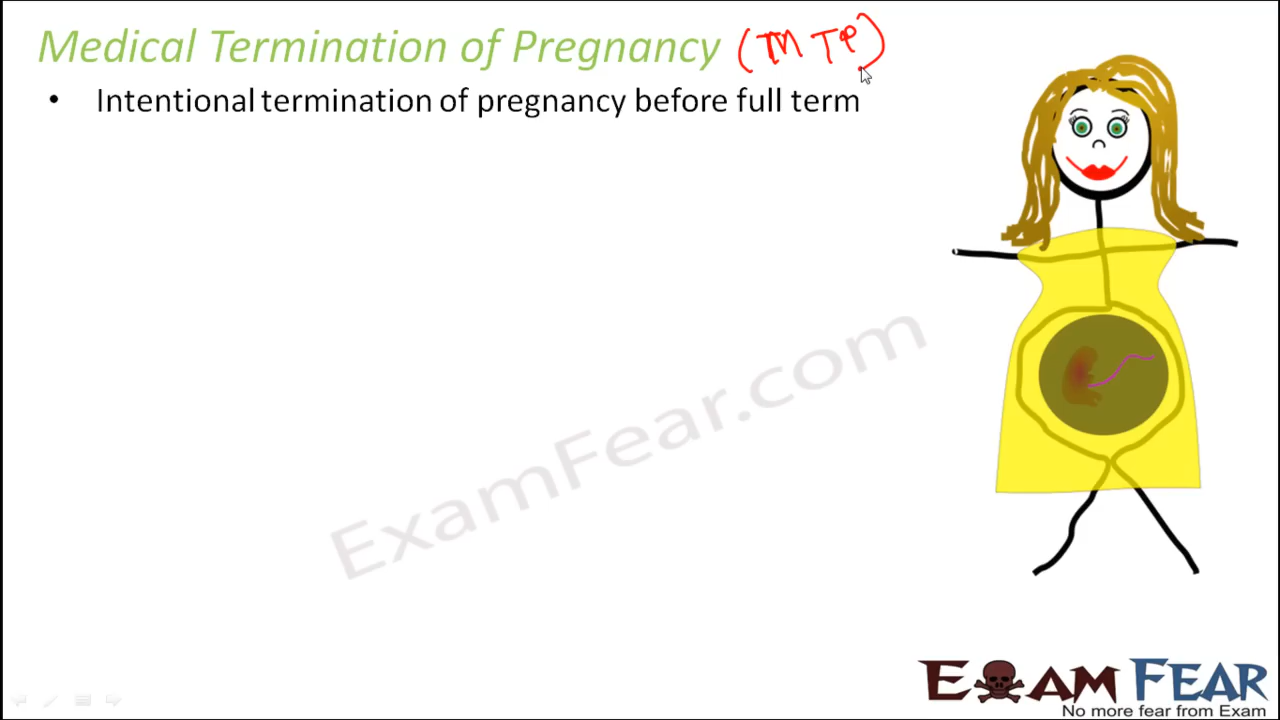 Medical Termination of Pregnancy (MTP)
• Intentional termination of pregnancy before full term
ExamFear.com
EXAM FEAR
No more fear from Exam